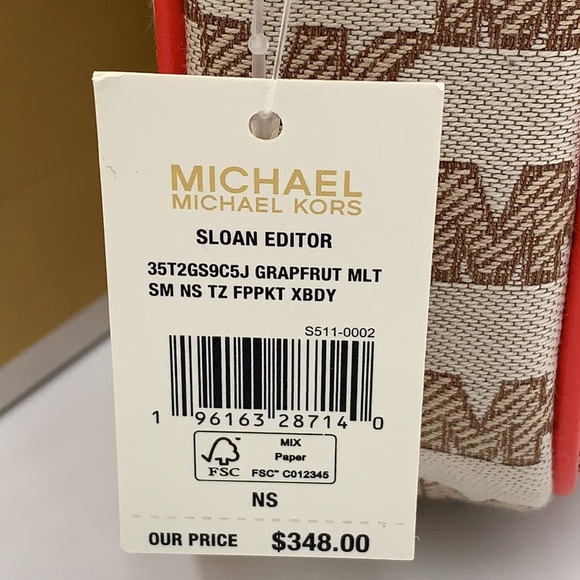 MICHAEL
MICHAEL KORS
SLOAN EDITOR
35T2GS9C5J GRAPFRUT MLT
SM NS TZ FPPKT XBDY
S511-0002
1 96163 28714 0
FSC
MIX
Paper
FSC™ C012345
NS
OUR PRICE $348.00